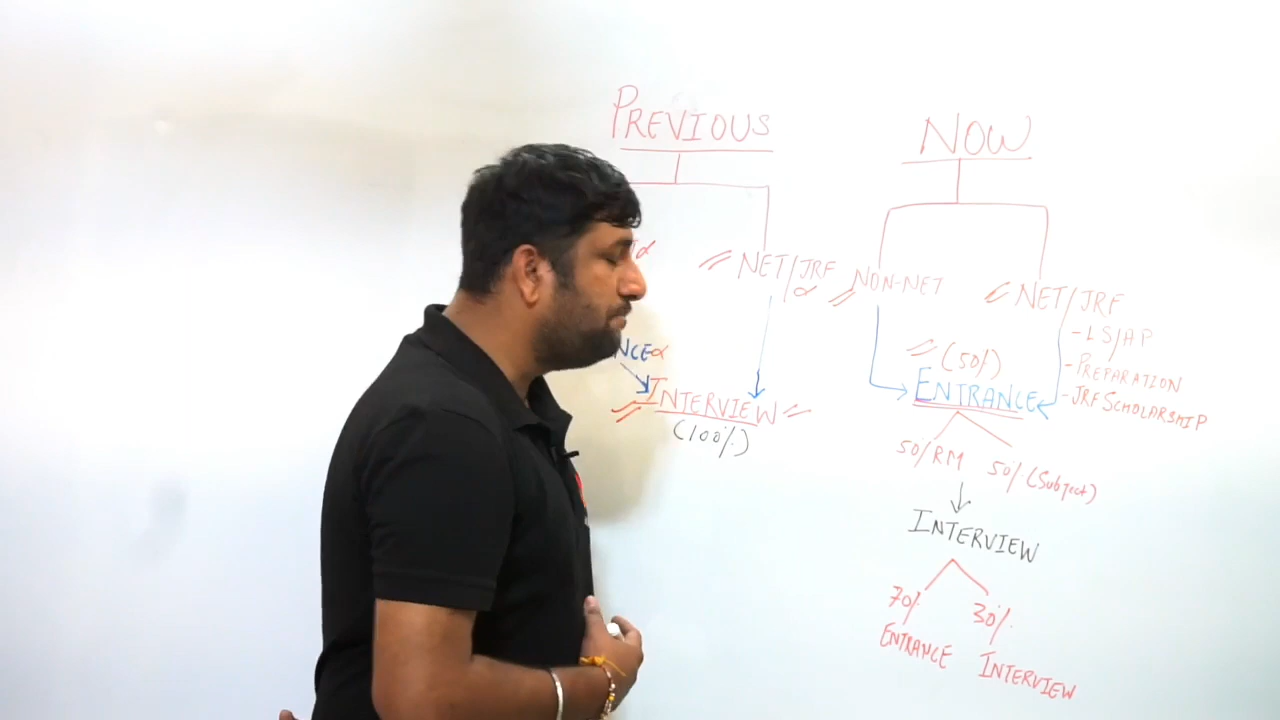 PREVIOUS
NET/JRF
INTERVIEW
(100%)
NOW
NON-NET
NET/JRF
- LS/AP
- PREPARATION
- JRF SCHOLARSHIP
(50%)
ENTRANCE
50% RM
50% (Subject)
INTERVIEW
70%
ENTRANCE
30%
INTERVIEW